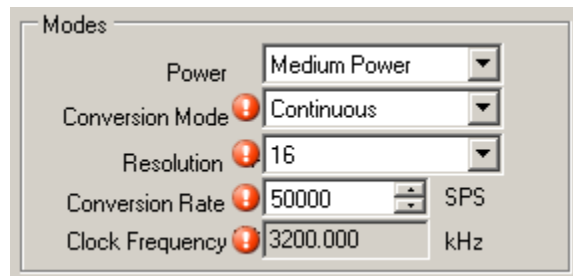 Modes
Power Medium Power
Conversion Mode Continuous
Resolution 16
Conversion Rate 50000 SPS
Clock Frequency 3200.000 kHz